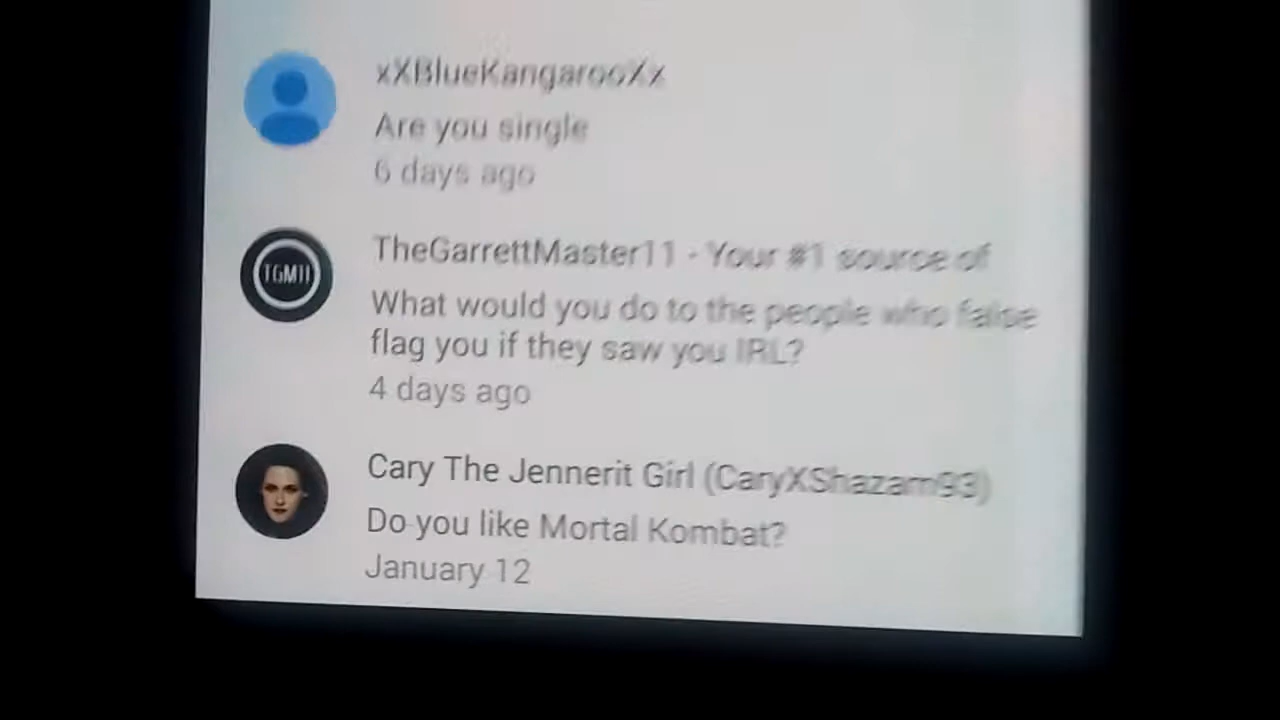 xXBlueKangarooXx
Are you single
6 days ago
TheGarrettMaster11 - Your #1 source of
TGM11
What would you do to the people who false
flag you if they saw you IRL?
4 days ago
Cary The Jennerit Girl (CaryXShazam93)
Do you like Mortal Kombat?
January 12